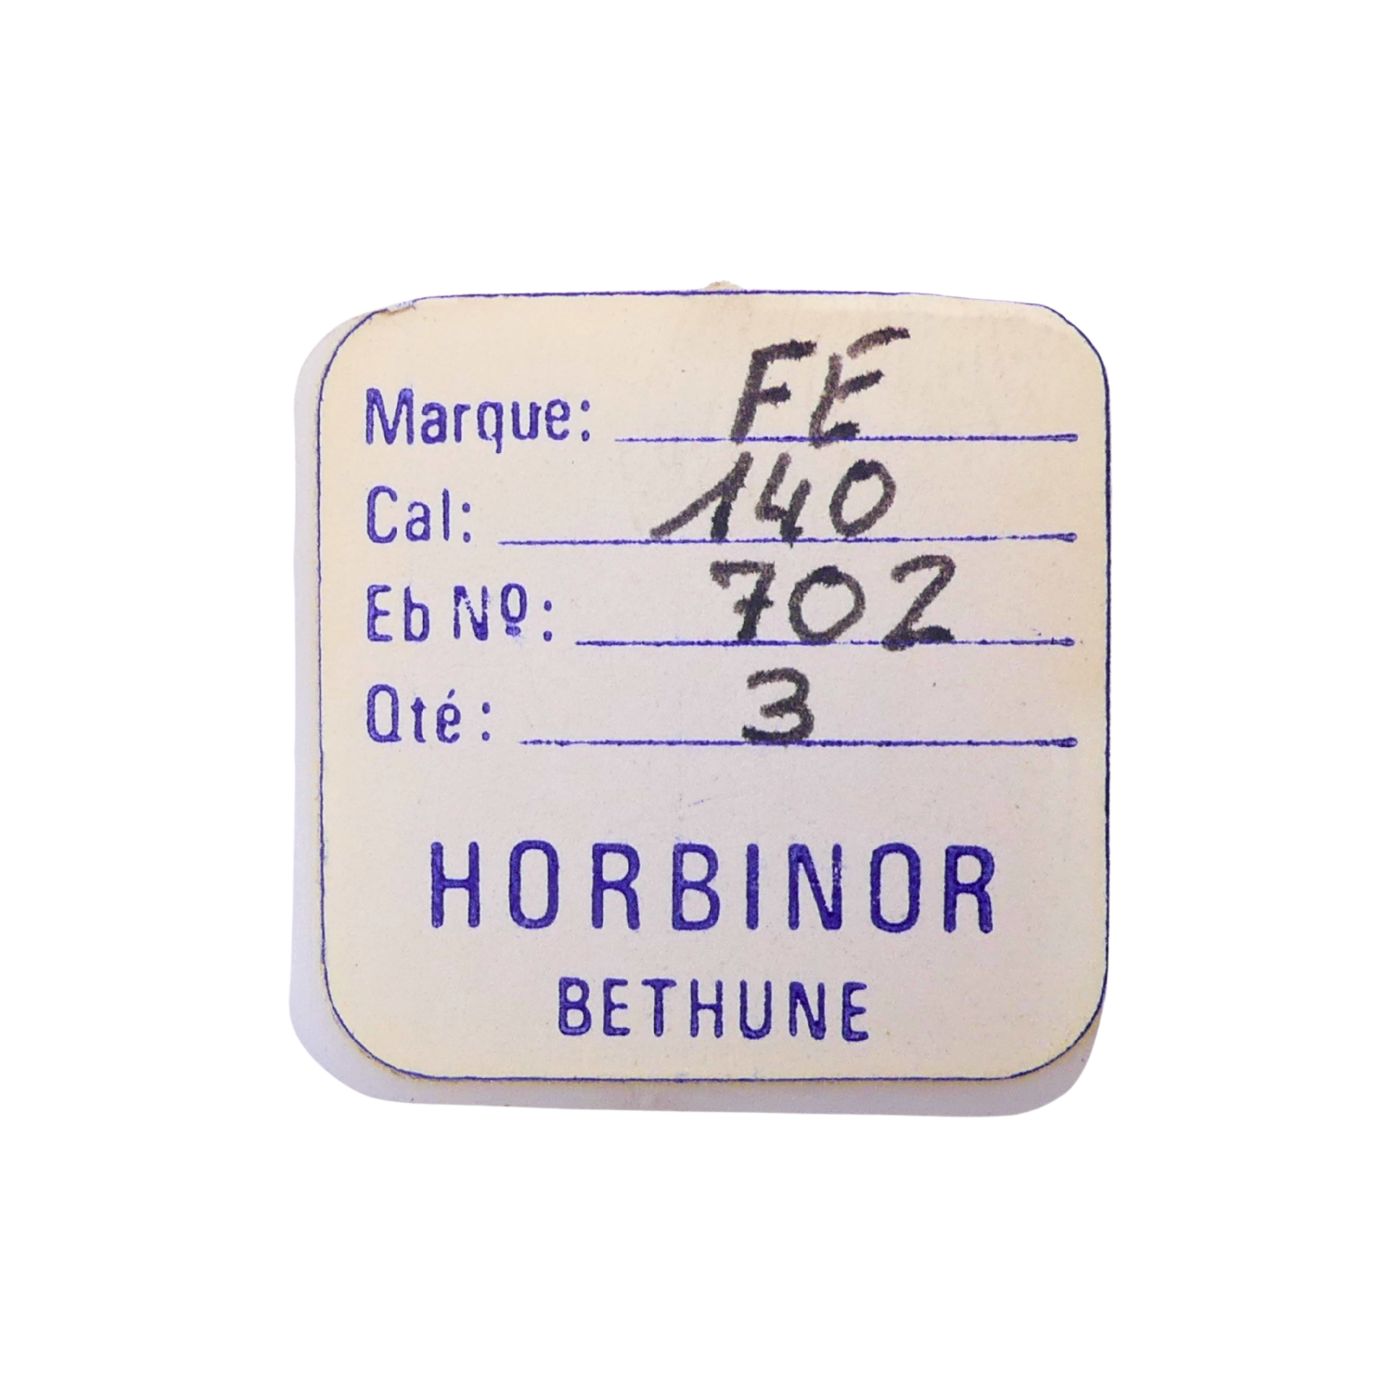 Marque: FE
Cal: 140
Eb Nº: 702
Qté: 3
HORBINOR
BETHUNE